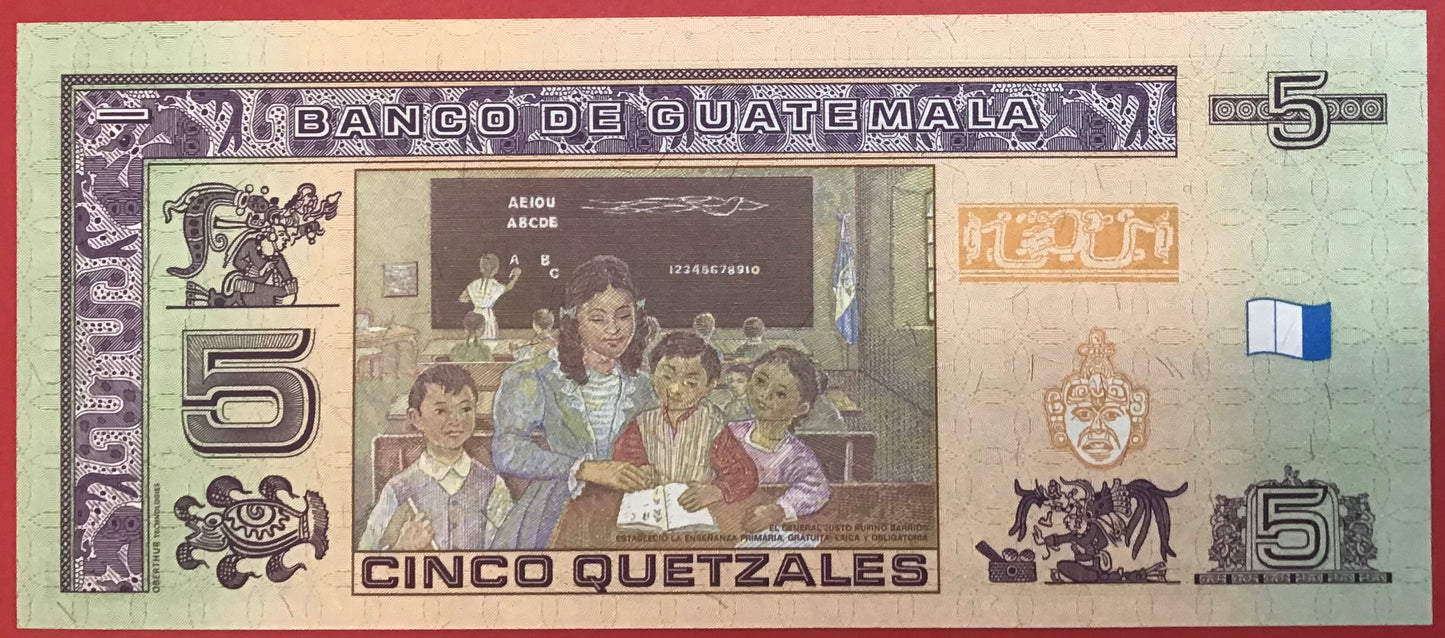 BANCO DE GUATEMALA
5
AEIOU
ABCDE
A B
C
12345678910
5
EL GENERAL JUSTO RUFINO BARRIOS
ESTABLECIÓ LA ENSEÑANZA PRIMARIA, GRATUITA, LAICA Y OBLIGATORIA
OBERTHUR TECHNOLOGIES
CINCO QUETZALES
5